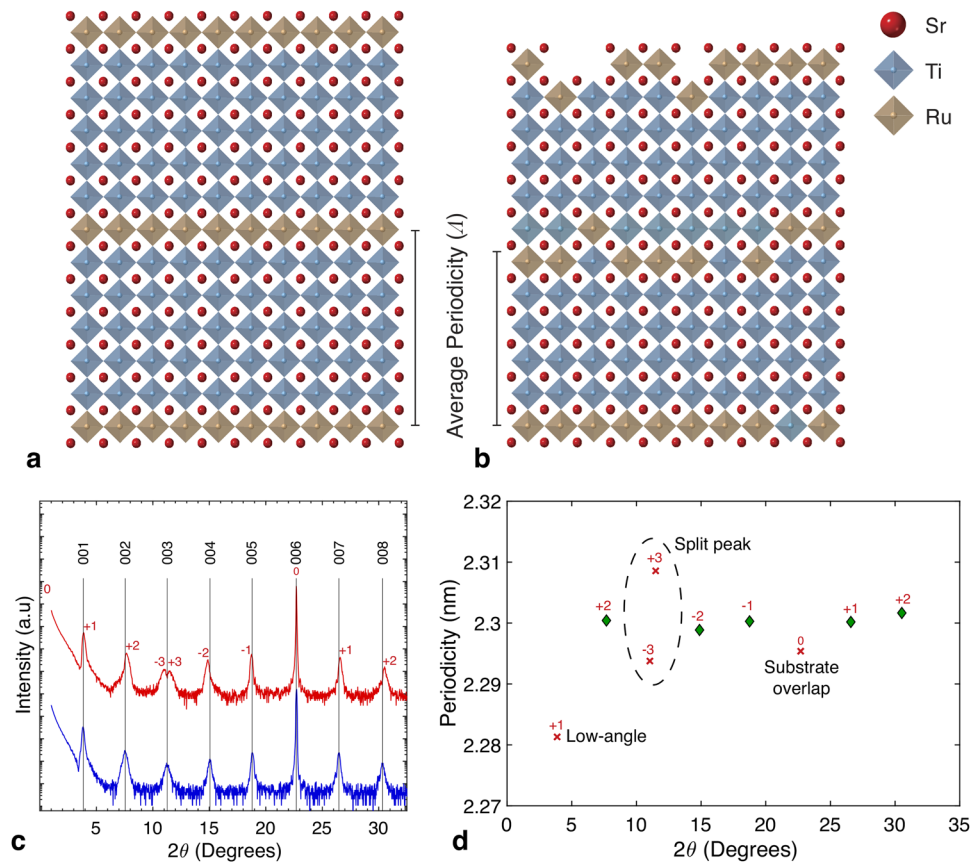 Sr
Ti
Ru
Average Periodicity (Λ)
a
b
Intensity (a.u)
001
002
003
004
005
006
007
008
0
+1
+2
-3
+3
-2
-1
0
+1
+2
5
10
15
20
25
30
2θ (Degrees)
c
Periodicity (nm)
2.32
2.31
2.3
2.29
2.28
2.27
Split peak
+3
+2
-2
-1
+1
+2
0
-3
Substrate
overlap
+1
Low-angle
0
5
10
15
20
25
30
35
2θ (Degrees)
d